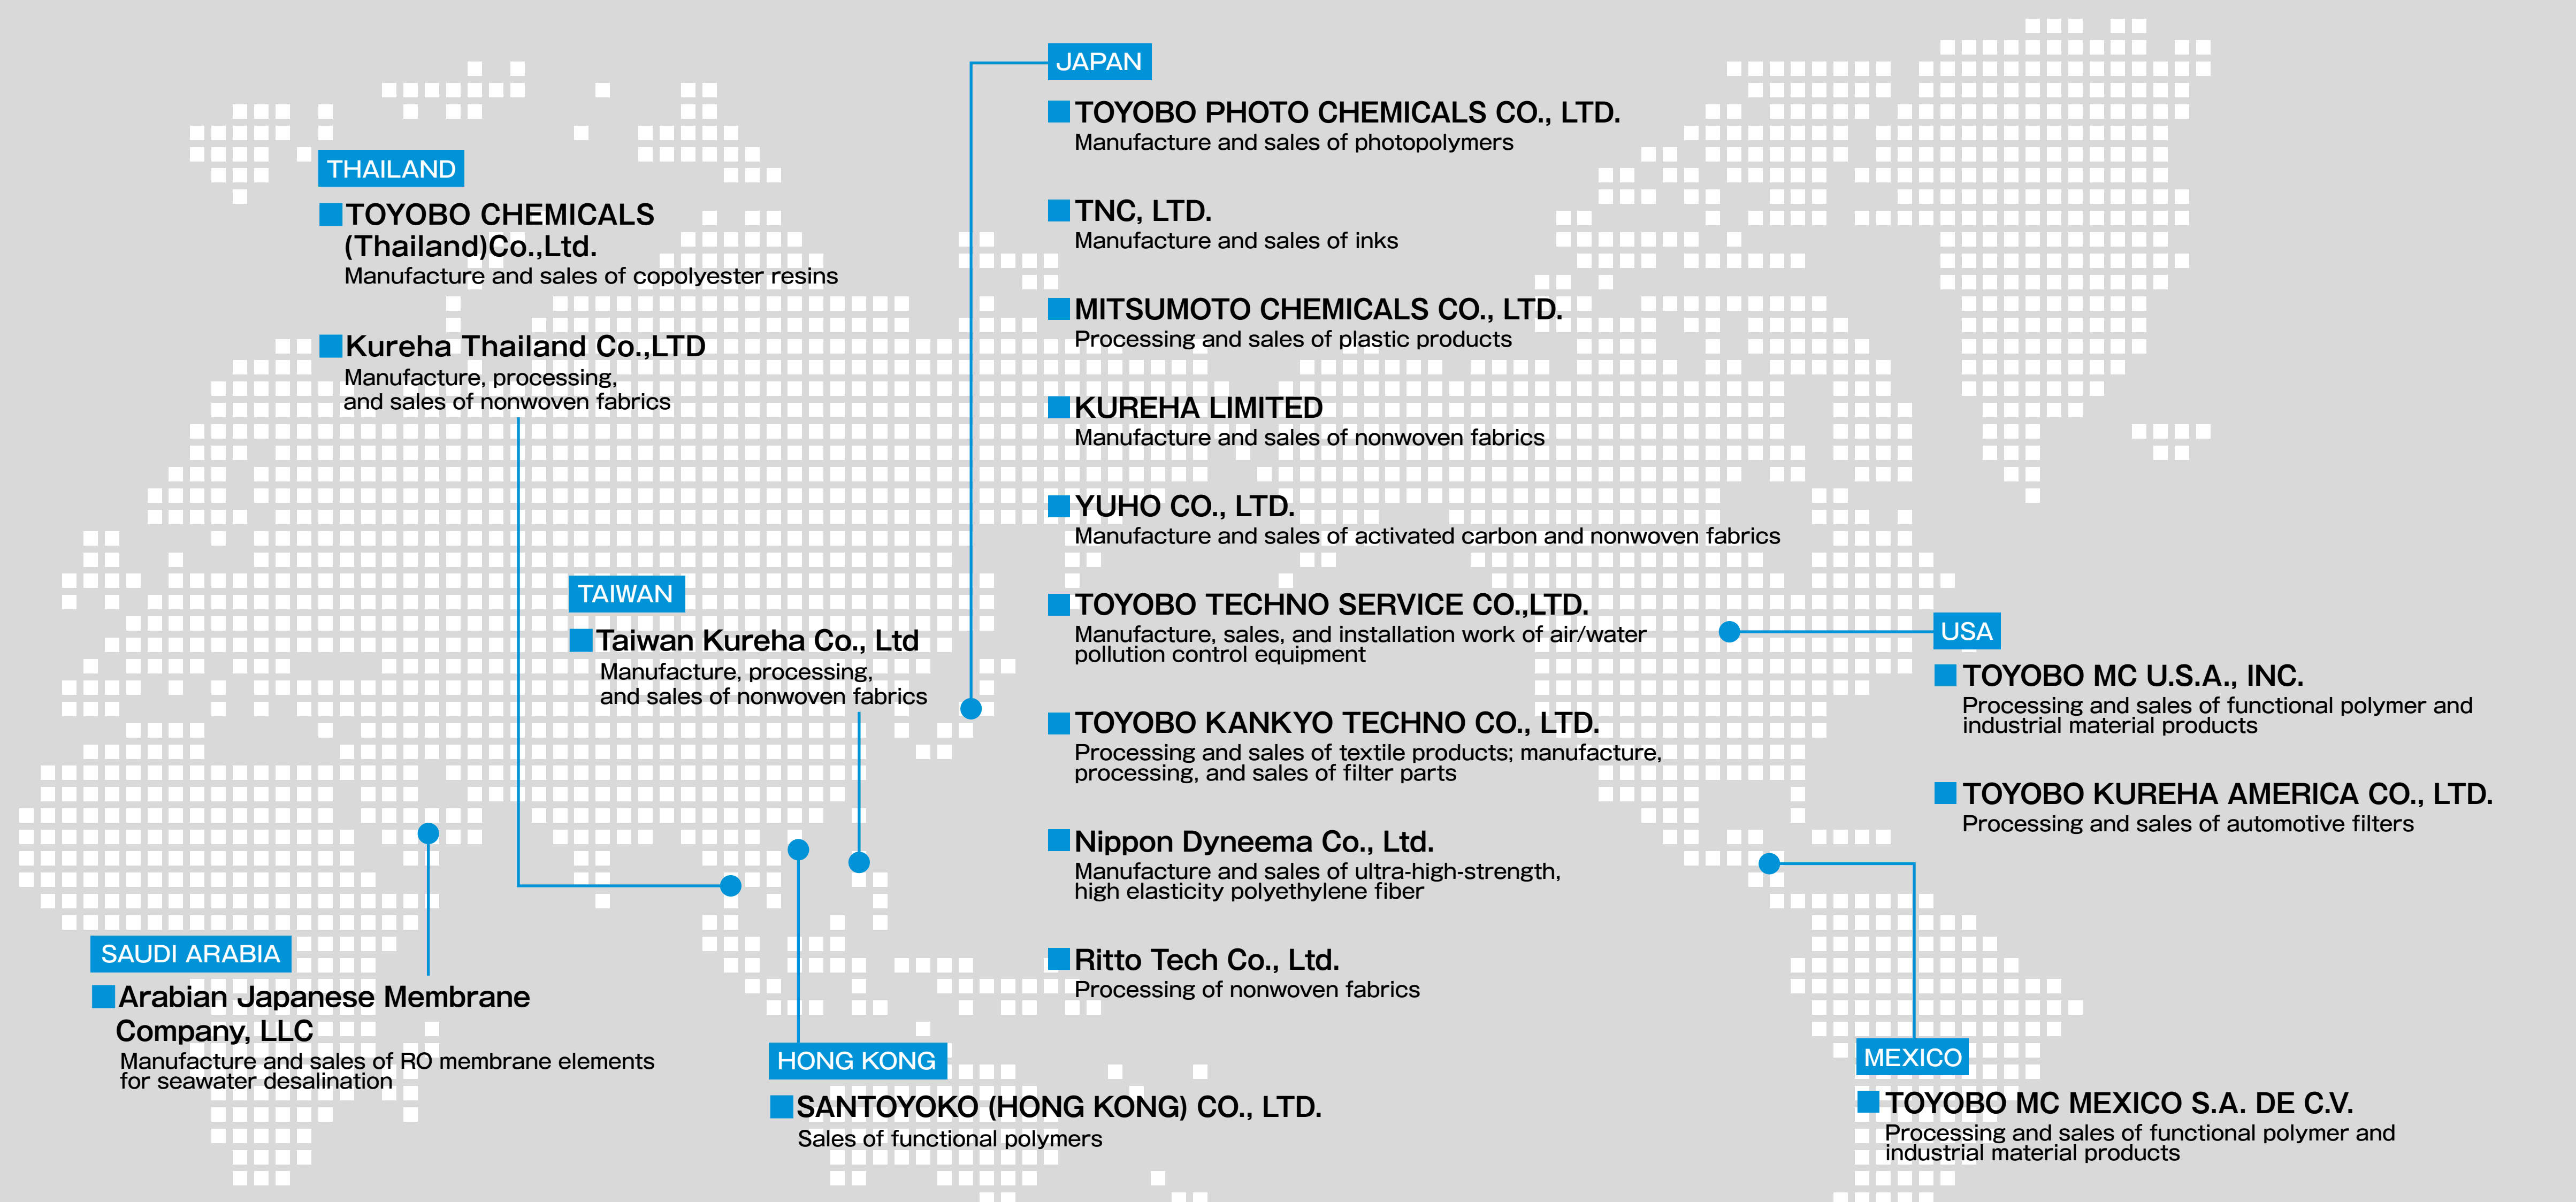 THAILAND
TOYOBO CHEMICALS
(Thailand)Co.,Ltd.
Manufacture and sales of copolyester resins
Kureha Thailand Co.,LTD
Manufacture, processing,
and sales of nonwoven fabrics
TAIWAN
Taiwan Kureha Co., Ltd
Manufacture, processing,
and sales of nonwoven fabrics
SAUDI ARABIA
Arabian Japanese Membrane
Company, LLC
Manufacture and sales of RO membrane elements
for seawater desalination
HONG KONG
SANTOYOKO (HONG KONG) CO., LTD.
Sales of functional polymers
JAPAN
TOYOBO PHOTO CHEMICALS CO., LTD.
Manufacture and sales of photopolymers
TNC, LTD.
Manufacture and sales of inks
MITSUMOTO CHEMICALS CO., LTD.
Processing and sales of plastic products
KUREHA LIMITED
Manufacture and sales of nonwoven fabrics
YUHO CO., LTD.
Manufacture and sales of activated carbon and nonwoven fabrics
TOYOBO TECHNO SERVICE CO.,LTD.
Manufacture, sales, and installation work of air/water
pollution control equipment
TOYOBO KANKYO TECHNO CO., LTD.
Processing and sales of textile products; manufacture,
processing, and sales of filter parts
Nippon Dyneema Co., Ltd.
Manufacture and sales of ultra-high-strength,
high elasticity polyethylene fiber
Ritto Tech Co., Ltd.
Processing of nonwoven fabrics
USA
TOYOBO MC U.S.A., INC.
Processing and sales of functional polymer and
industrial material products
TOYOBO KUREHA AMERICA CO., LTD.
Processing and sales of automotive filters
MEXICO
TOYOBO MC MEXICO S.A. DE C.V.
Processing and sales of functional polymer and
industrial material products